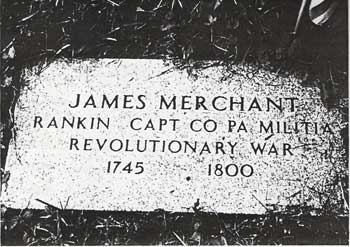 JAMES MERCHANT
RANKIN CAPT CO PA MILITIA
REVOLUTIONARY WAR
1745 1800